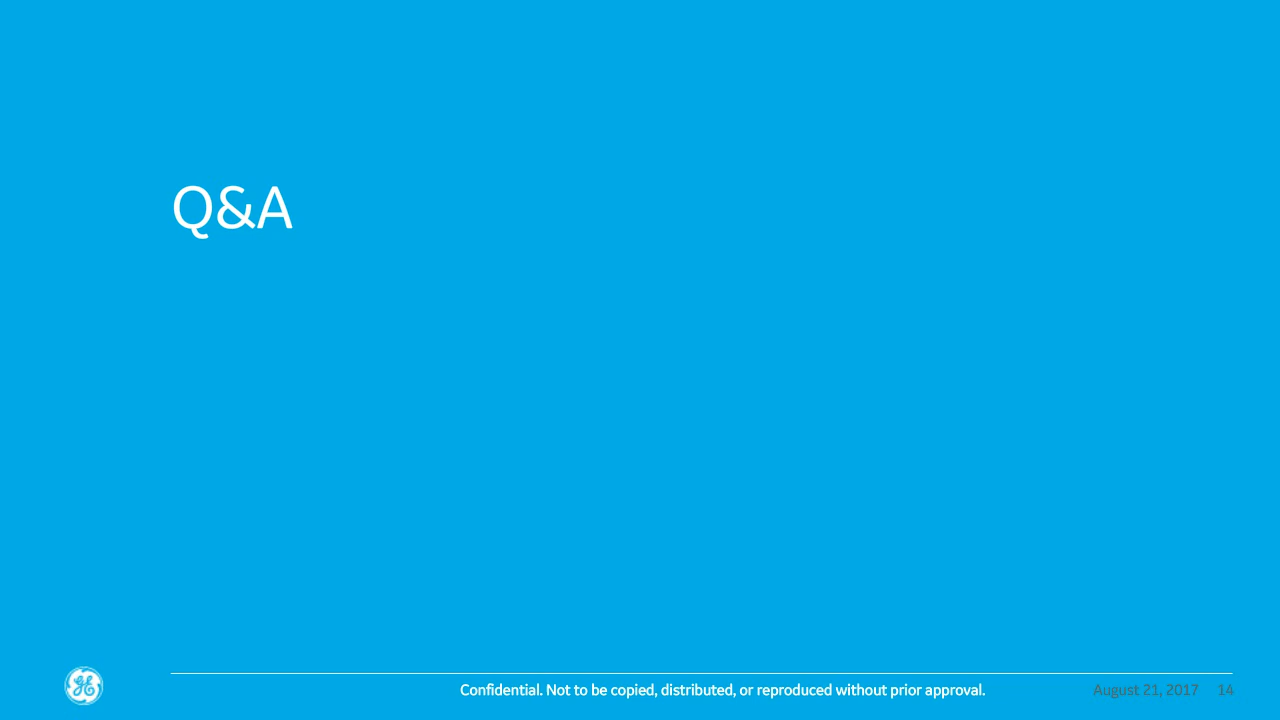 Q&A
Confidential. Not to be copied, distributed, or reproduced without prior approval.
August 21, 2017 14